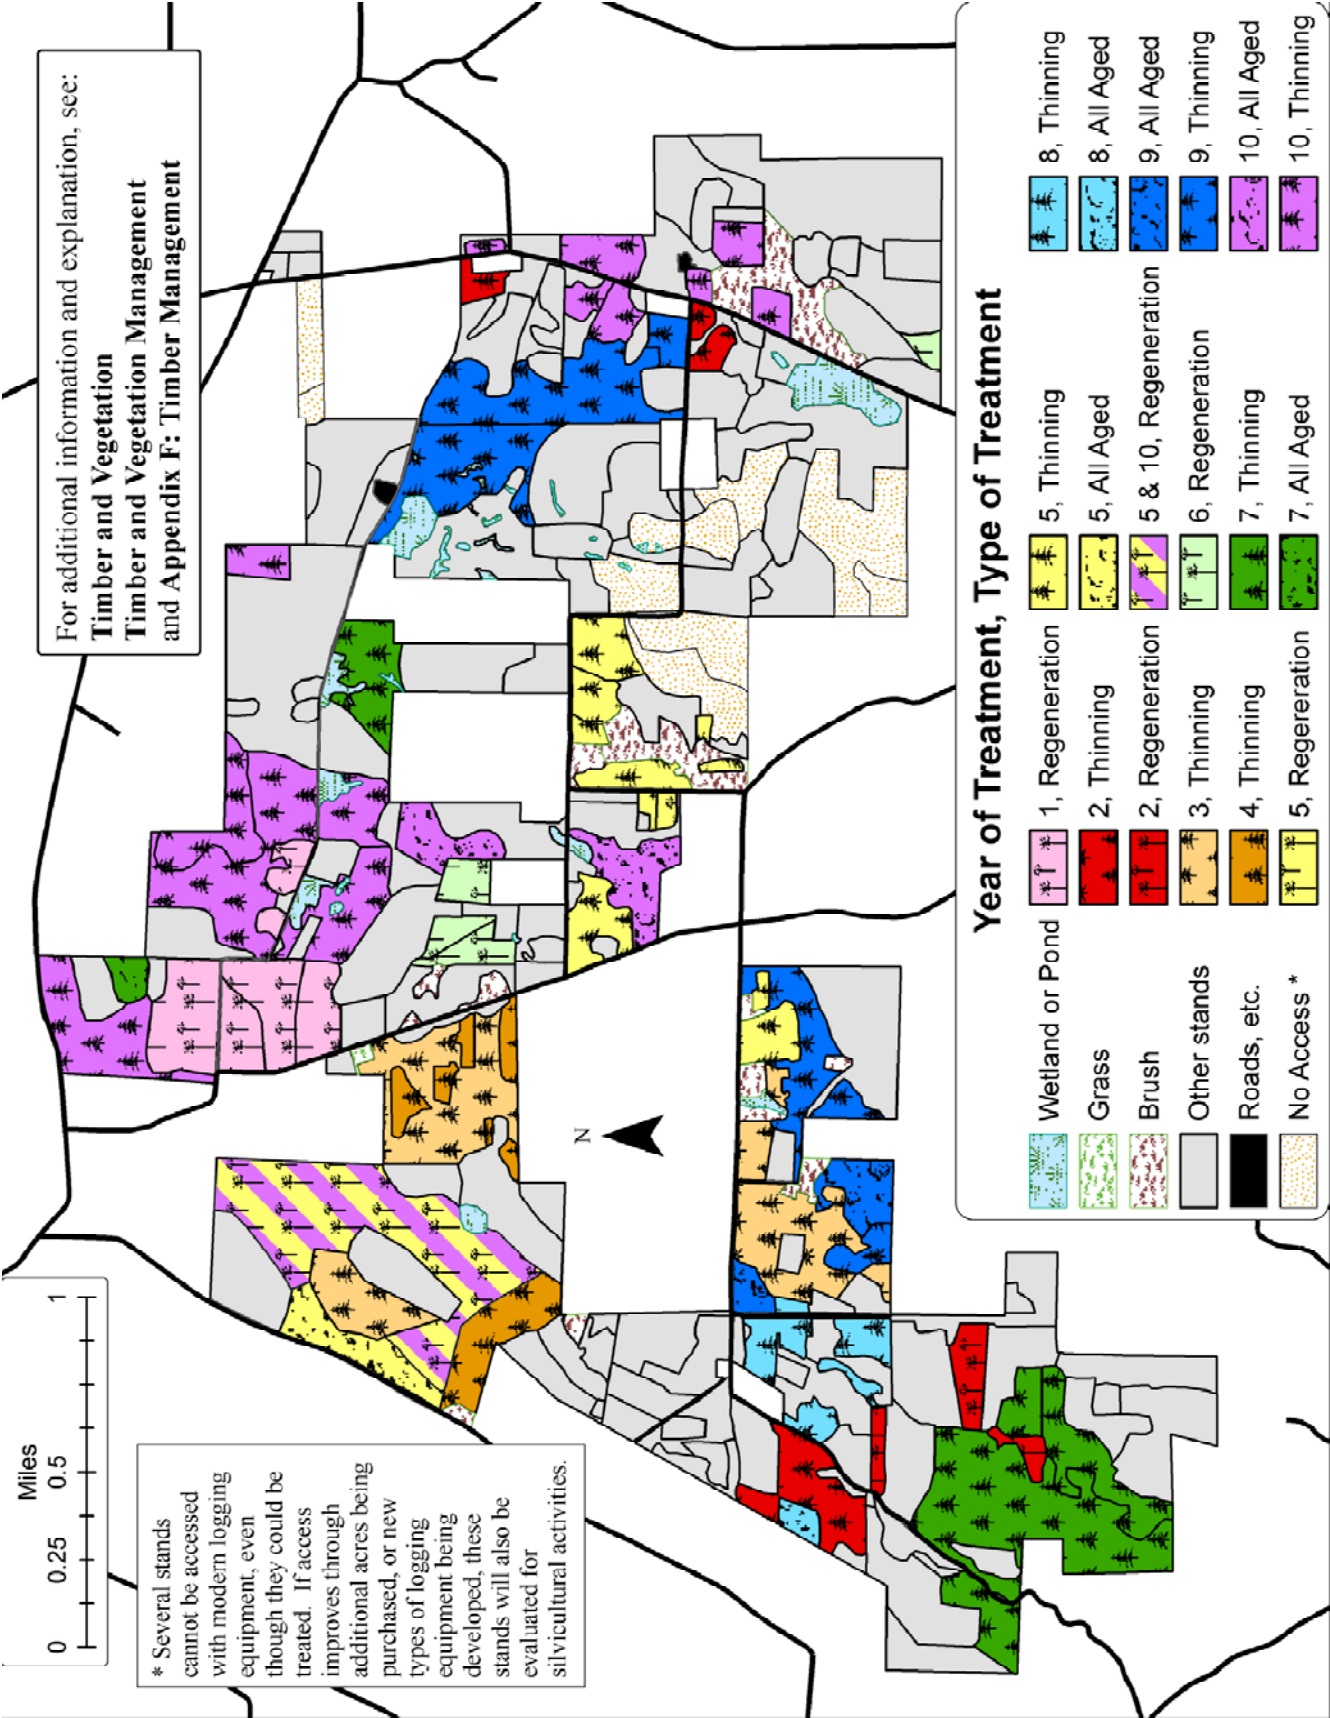 For additional information and explanation, see:
Timber and Vegetation
Timber and Vegetation Management
and Appendix F: Timber Management
Miles
0 0.25 0.5 1
* Several stands
cannot be accessed
with modern logging
equipment, even
though they could be
treated. If access
improves through
additional acres being
purchased, or new
types of logging
equipment being
developed, these
stands will also be
evaluated for
silvicultural activities.
N
Year of Treatment, Type of Treatment
Wetland or Pond
Grass
Brush
Other stands
Roads, etc.
No Access *
1, Regeneration
2, Thinning
2, Regeneration
3, Thinning
4, Thinning
5, Regereration
5, Thinning
5, All Aged
5 & 10, Regeneration
6, Regeneration
7, Thinning
7, All Aged
8, Thinning
8, All Aged
9, All Aged
9, Thinning
10, All Aged
10, Thinning